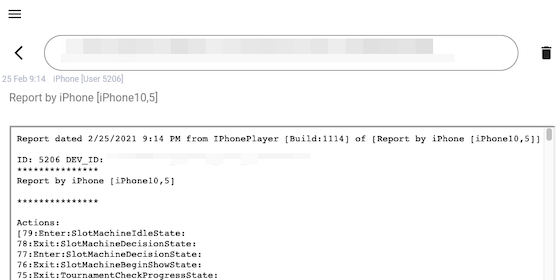 25 Feb 9:14 iPhone [User 5206]
Report by iPhone [iPhone10,5]
Report dated 2/25/2021 9:14 PM from IPhonePlayer [Build:1114] of [Report by iPhone [iPhone10,5]]
ID: 5206 DEV_ID:
***************
Report by iPhone [iPhone10,5]
***************
Actions:
[79:Enter:SlotMachineIdleState:
78:Exit:SlotMachineDecisionState:
77:Enter:SlotMachineDecisionState:
76:Exit:SlotMachineBeginShowState:
75:Exit:TournamentCheckProgressState: